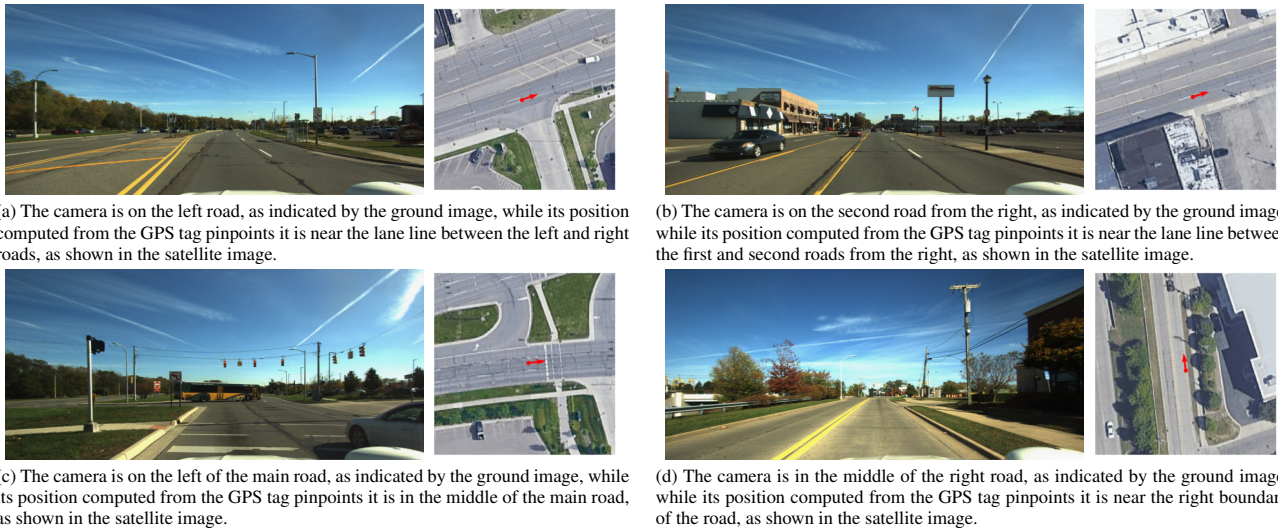 (a) The camera is on the left road, as indicated by the ground image, while its position
computed from the GPS tag pinpoints it is near the lane line between the left and right
roads, as shown in the satellite image.
(b) The camera is on the second road from the right, as indicated by the ground image
while its position computed from the GPS tag pinpoints it is near the lane line betwee
the first and second roads from the right, as shown in the satellite image.
(c) The camera is on the left of the main road, as indicated by the ground image, while
its position computed from the GPS tag pinpoints it is in the middle of the main road,
as shown in the satellite image.
(d) The camera is in the middle of the right road, as indicated by the ground image
while its position computed from the GPS tag pinpoints it is near the right boundar
of the road, as shown in the satellite image.